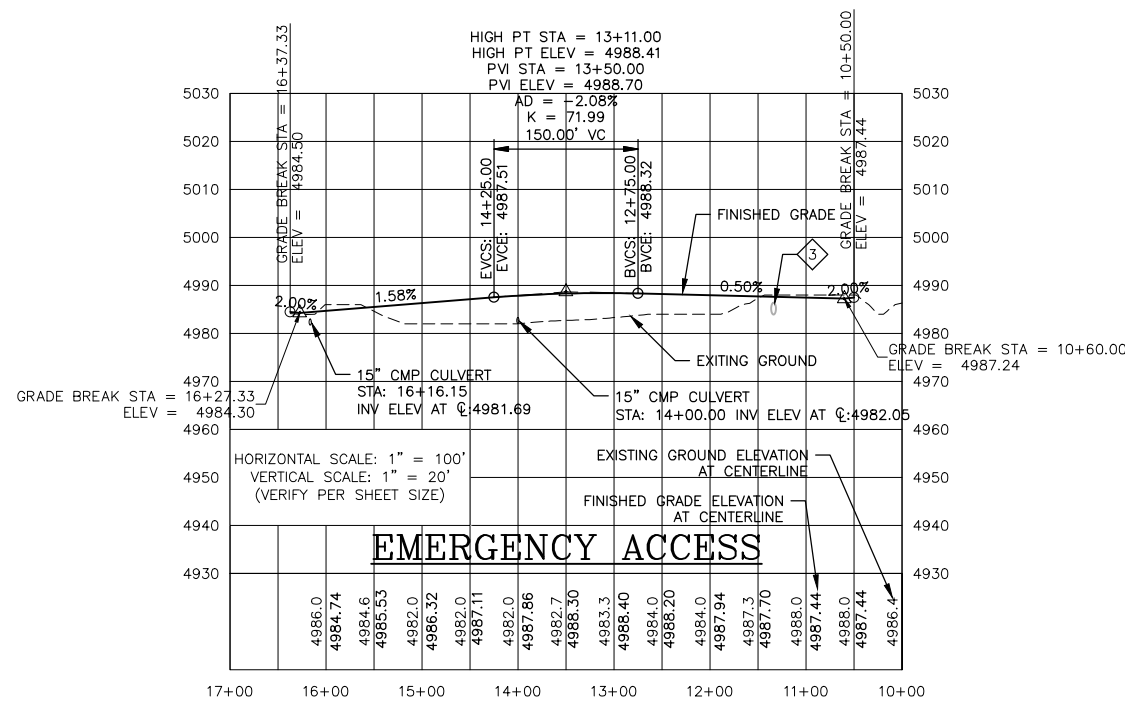 HIGH PT STA = 13+11.00
HIGH PT ELEV = 4988.41
PVI STA = 13+50.00
PVI ELEV = 4988.70
AD = -2.08%
K = 71.99
150.00' VC
GRADE BREAK STA = 16+37.33
ELEV = 4984.50
EVCS: 14+25.00
EVCE: 4987.51
BVCS: 12+75.00
BVCE: 4988.32
GRADE BREAK STA = 10+50.00
ELEV = 4987.44
5030
5020
5010
5000
4990
4980
4970
4960
4950
4940
4930
5030
5020
5010
5000
4990
4980
4970
4960
4950
4940
4930
FINISHED GRADE
3
2.00%
1.58%
0.50%
2.00%
GRADE BREAK STA = 10+60.00
ELEV = 4987.24
EXITING GROUND
GRADE BREAK STA = 16+27.33
ELEV = 4984.30
15" CMP CULVERT
STA: 16+16.15
INV ELEV AT ℄:4981.69
15" CMP CULVERT
STA: 14+00.00 INV ELEV AT ℄:4982.05
HORIZONTAL SCALE: 1" = 100'
VERTICAL SCALE: 1" = 20'
(VERIFY PER SHEET SIZE)
EXISTING GROUND ELEVATION
AT CENTERLINE
FINISHED GRADE ELEVATION
AT CENTERLINE
EMERGENCY ACCESS
4986.0
4984.74
4984.6
4985.53
4982.0
4986.32
4982.0
4987.11
4982.0
4987.86
4982.7
4988.30
4983.3
4988.40
4984.0
4988.20
4984.0
4987.94
4987.3
4987.70
4988.0
4987.44
4988.0
4987.44
4986.4
17+00
16+00
15+00
14+00
13+00
12+00
11+00
10+00